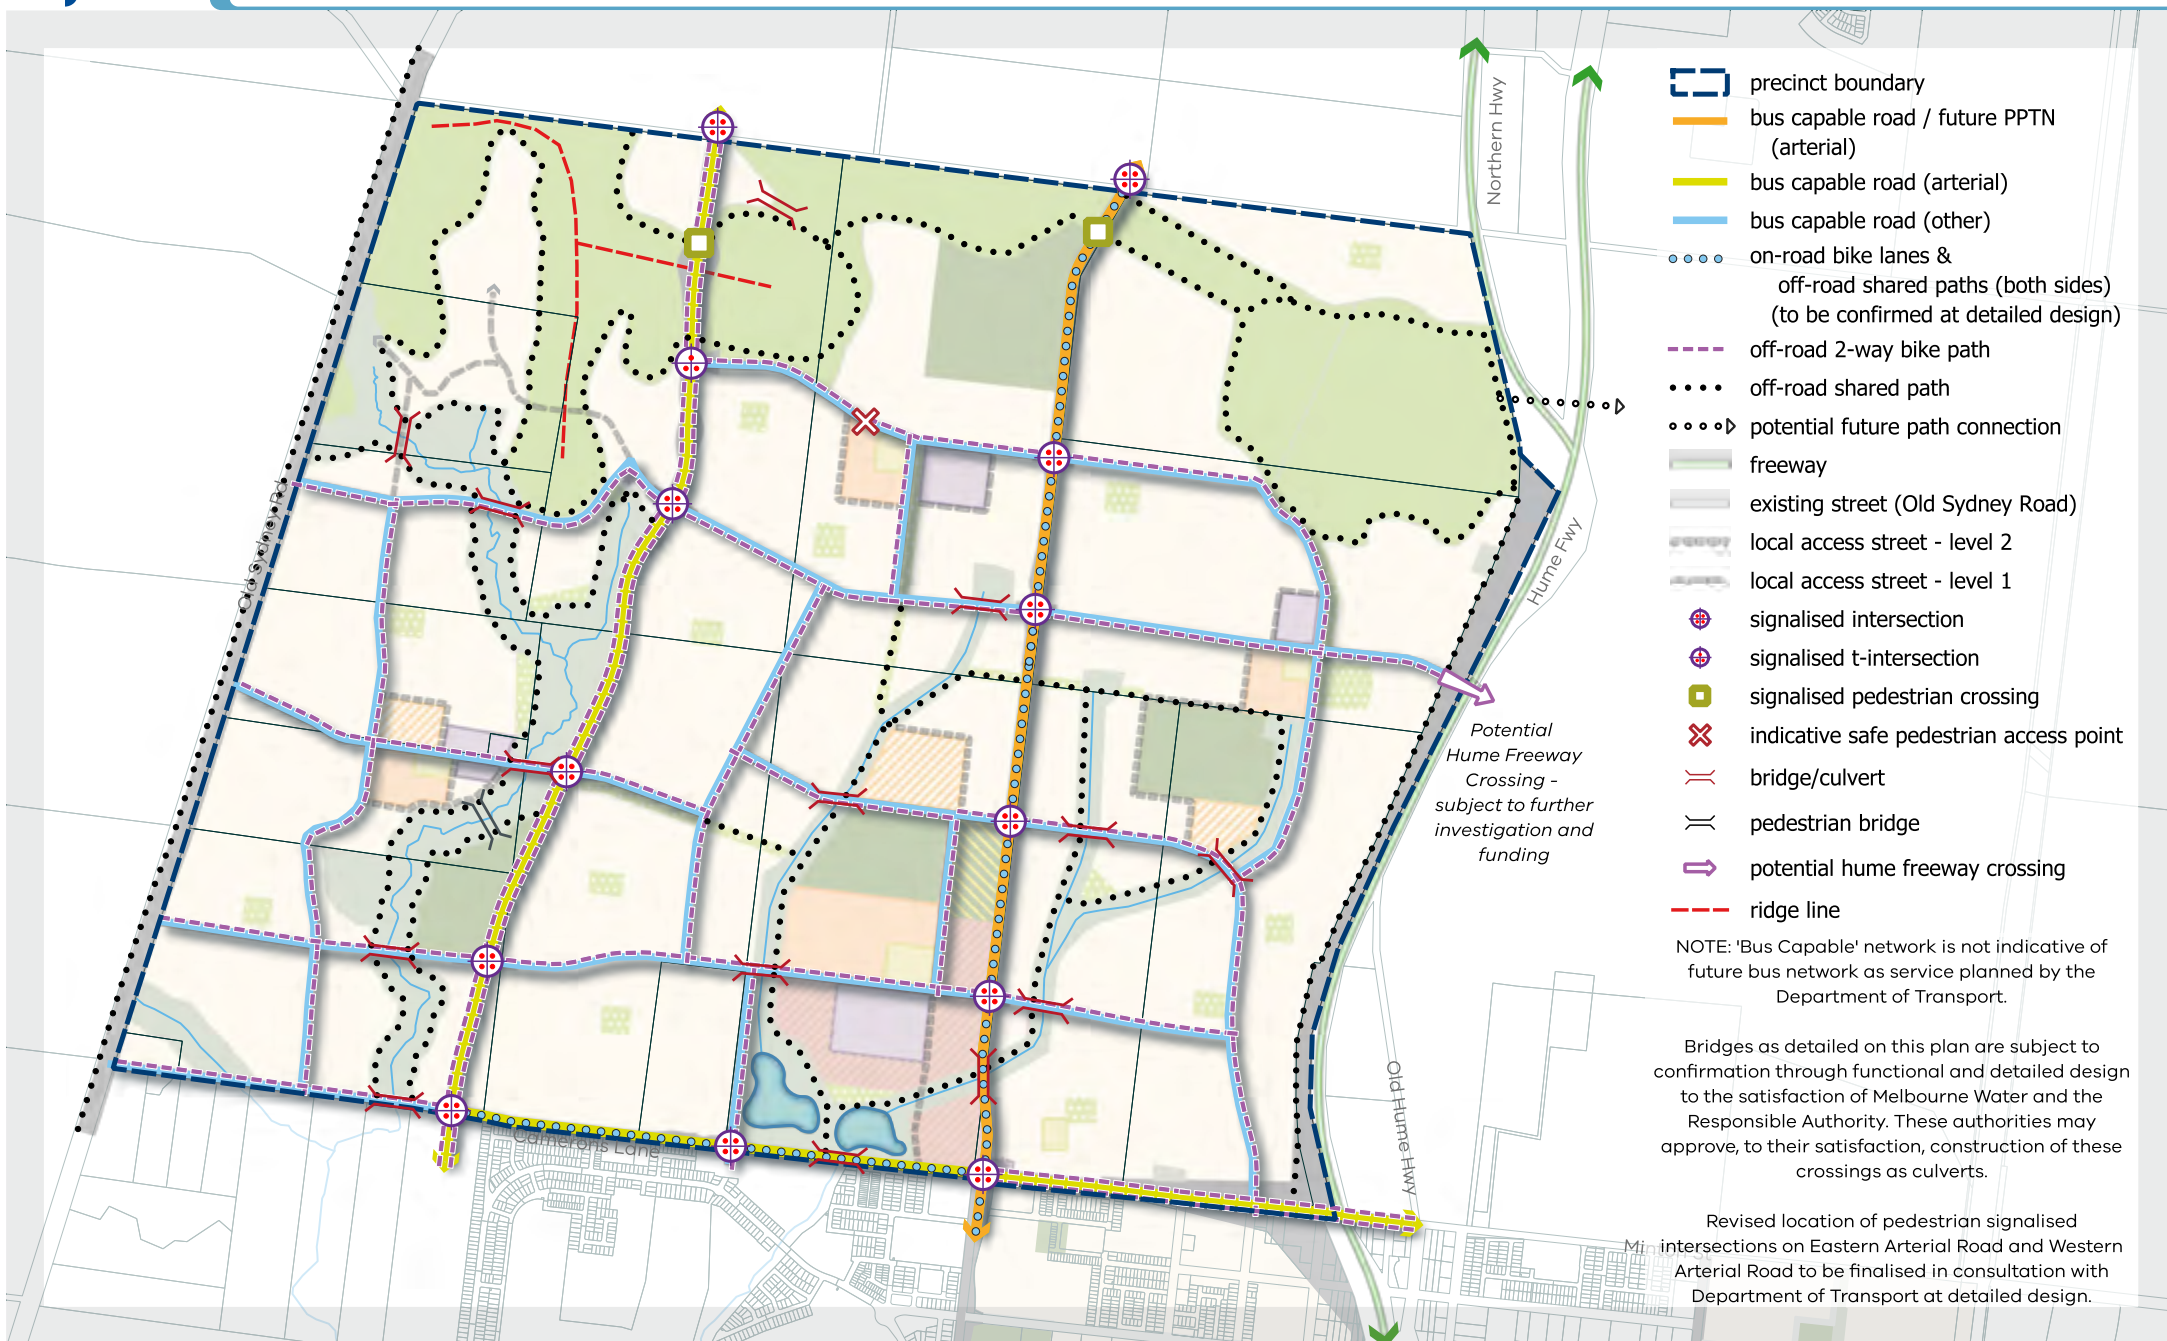 precinct boundary
bus capable road / future PPTN
(arterial)
bus capable road (arterial)
bus capable road (other)
on-road bike lanes &
off-road shared paths (both sides)
(to be confirmed at detailed design)
off-road 2-way bike path
off-road shared path
potential future path connection
freeway
existing street (Old Sydney Road)
local access street - level 2
local access street - level 1
signalised intersection
signalised t-intersection
signalised pedestrian crossing
indicative safe pedestrian access point
bridge/culvert
pedestrian bridge
potential hume freeway crossing
ridge line
NOTE: 'Bus Capable' network is not indicative of
future bus network as service planned by the
Department of Transport.
Bridges as detailed on this plan are subject to
confirmation through functional and detailed design
to the satisfaction of Melbourne Water and the
Responsible Authority. These authorities may
approve, to their satisfaction, construction of these
crossings as culverts.
Revised location of pedestrian signalised
intersections on Eastern Arterial Road and Western
Arterial Road to be finalised in consultation with
Department of Transport at detailed design.
Northern Hwy
Hume Fwy
Old Sydney Rd
Potential
Hume Freeway
Crossing -
subject to further
investigation and
funding
Old Hume Hwy
Camerons Lane